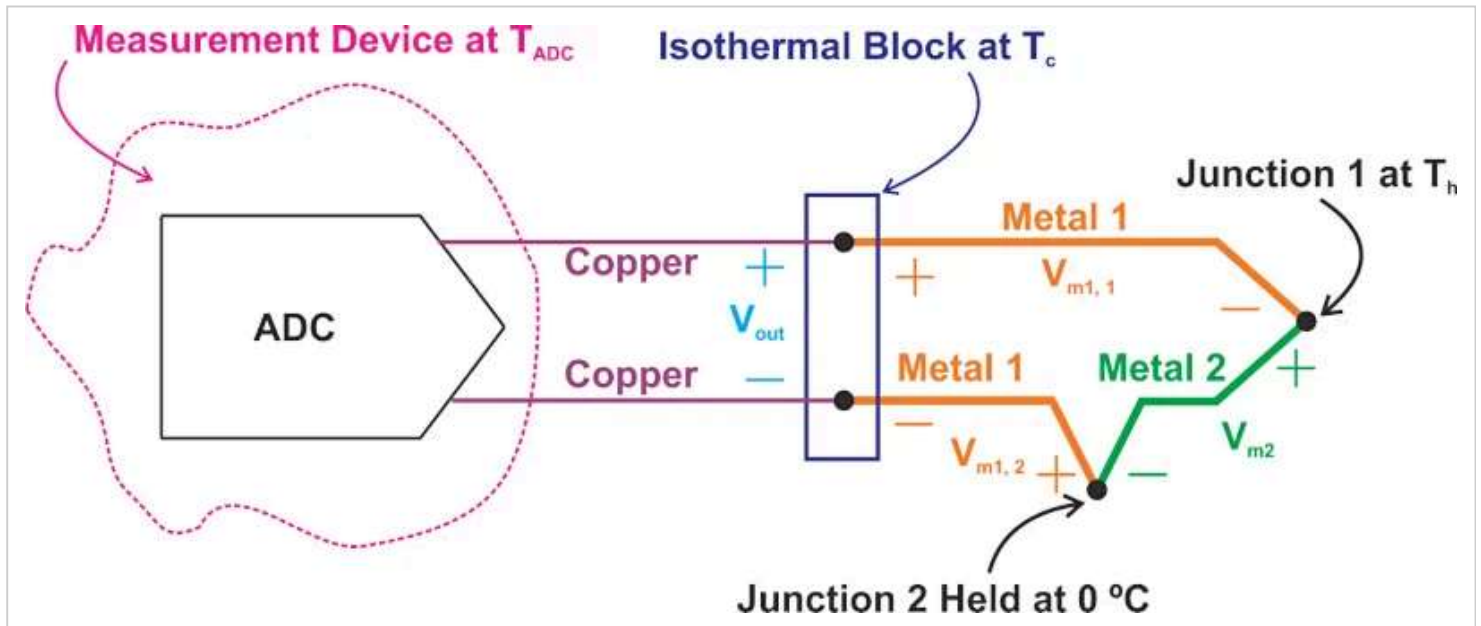 Measurement Device at T_ADC
Isothermal Block at T_c
Junction 1 at T_h
Metal 1
+
Copper
+
V_m1, 1
−
ADC
V_out
Copper
−
Metal 1
Metal 2
+
−
V_m1, 2
+
−
V_m2
Junction 2 Held at 0 ºC